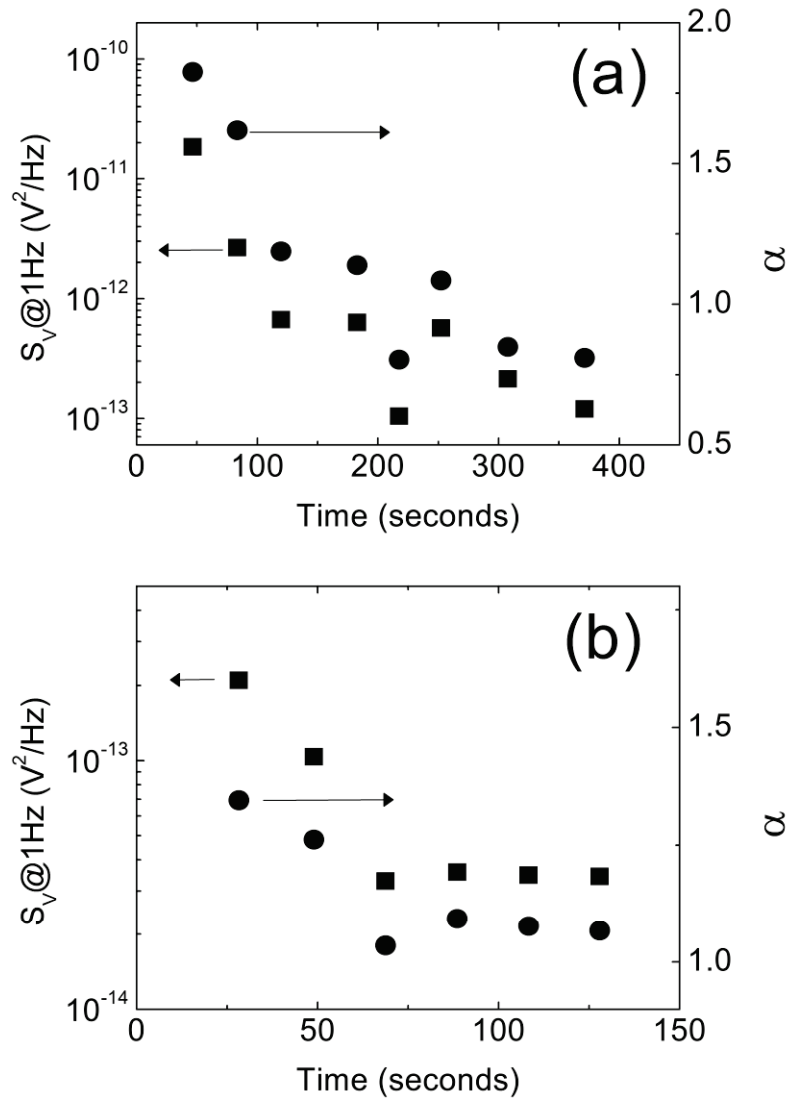 (a)
S_V@1Hz (V²/Hz)
10⁻¹⁰
10⁻¹¹
10⁻¹²
10⁻¹³
2.0
1.5
1.0
0.5
α
0 100 200 300 400
Time (seconds)
(b)
S_V@1Hz (V²/Hz)
10⁻¹³
10⁻¹⁴
1.5
1.0
α
0 50 100 150
Time (seconds)